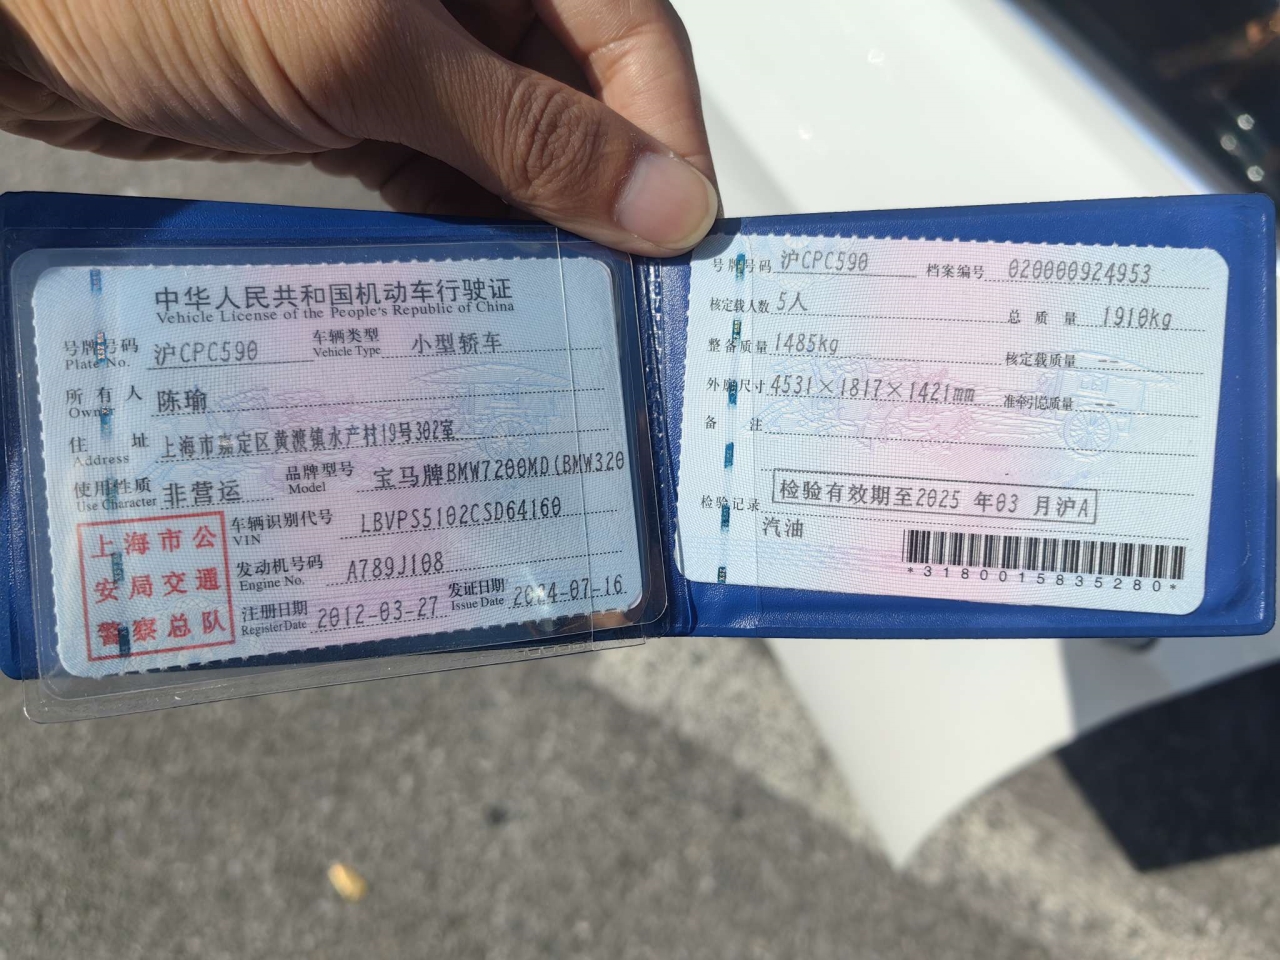 中华人民共和国机动车行驶证
Vehicle License of the People's Republic of China
号牌号码 沪CPC590 车辆类型 小型轿车
Plate No. Vehicle Type
所有人 陈瑜
Owner
住址 上海市嘉定区黄渡镇水产村19号302室
Address
使用性质 非营运 品牌型号 宝马牌BMW7200MD(BMW320
Use Character Model
上海市公
安局交通
警察总队
车辆识别代号 LBVPS5102CSD64160
VIN
发动机号码 A789J108
Engine No.
注册日期 2012-03-27 发证日期
Register Date Issue Date
号牌号码 沪CPC590 档案编号 020000924953
核定载人数 5人 总质量 1910kg
整备质量 1485kg 核定载质量 --
外廓尺寸 4531×1817×1421mm 准牵引总质量 --
备注
检验记录 检验有效期至2025 年03 月沪A
汽油
*3180015835280*